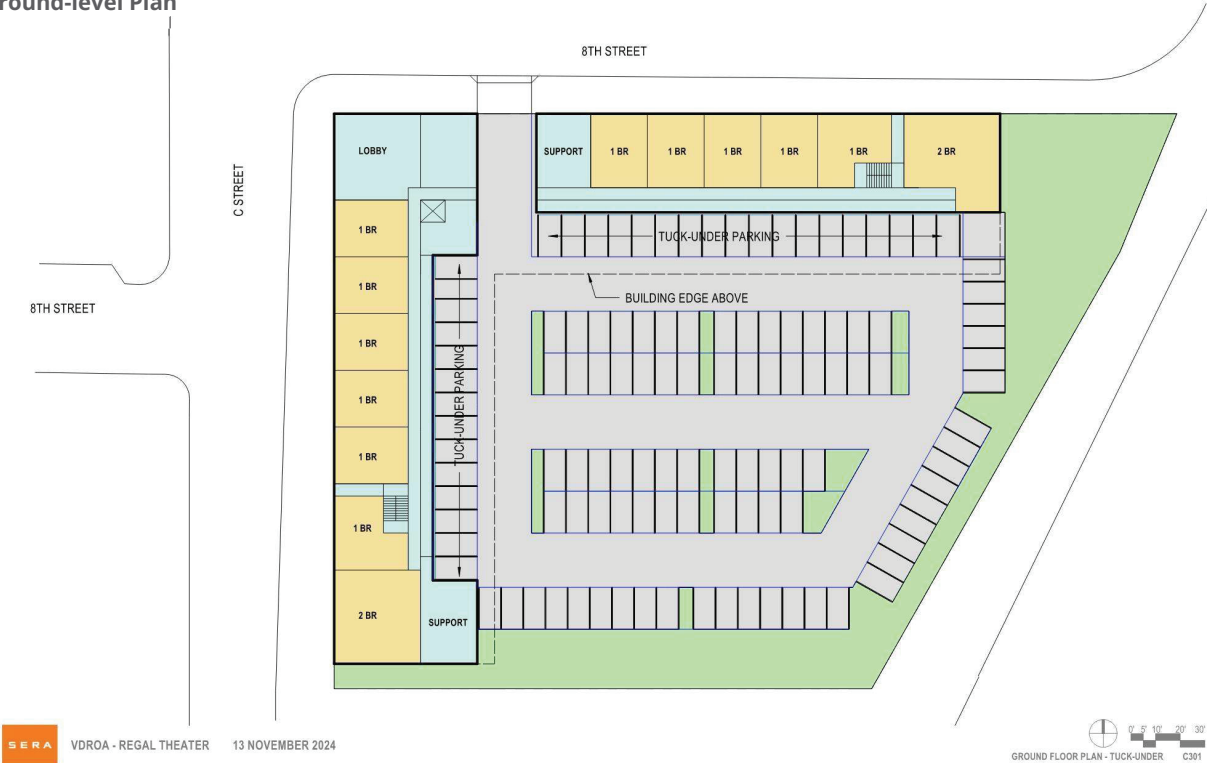 round-level Plan
8TH STREET
C STREET
8TH STREET
LOBBY
SUPPORT
1 BR
1 BR
1 BR
1 BR
1 BR
2 BR
TUCK-UNDER PARKING
BUILDING EDGE ABOVE
1 BR
1 BR
1 BR
1 BR
1 BR
1 BR
2 BR
TUCK-UNDER PARKING
SUPPORT
SERA
VDROA - REGAL THEATER 13 NOVEMBER 2024
0' 5' 10' 20' 30'
GROUND FLOOR PLAN - TUCK-UNDER C301